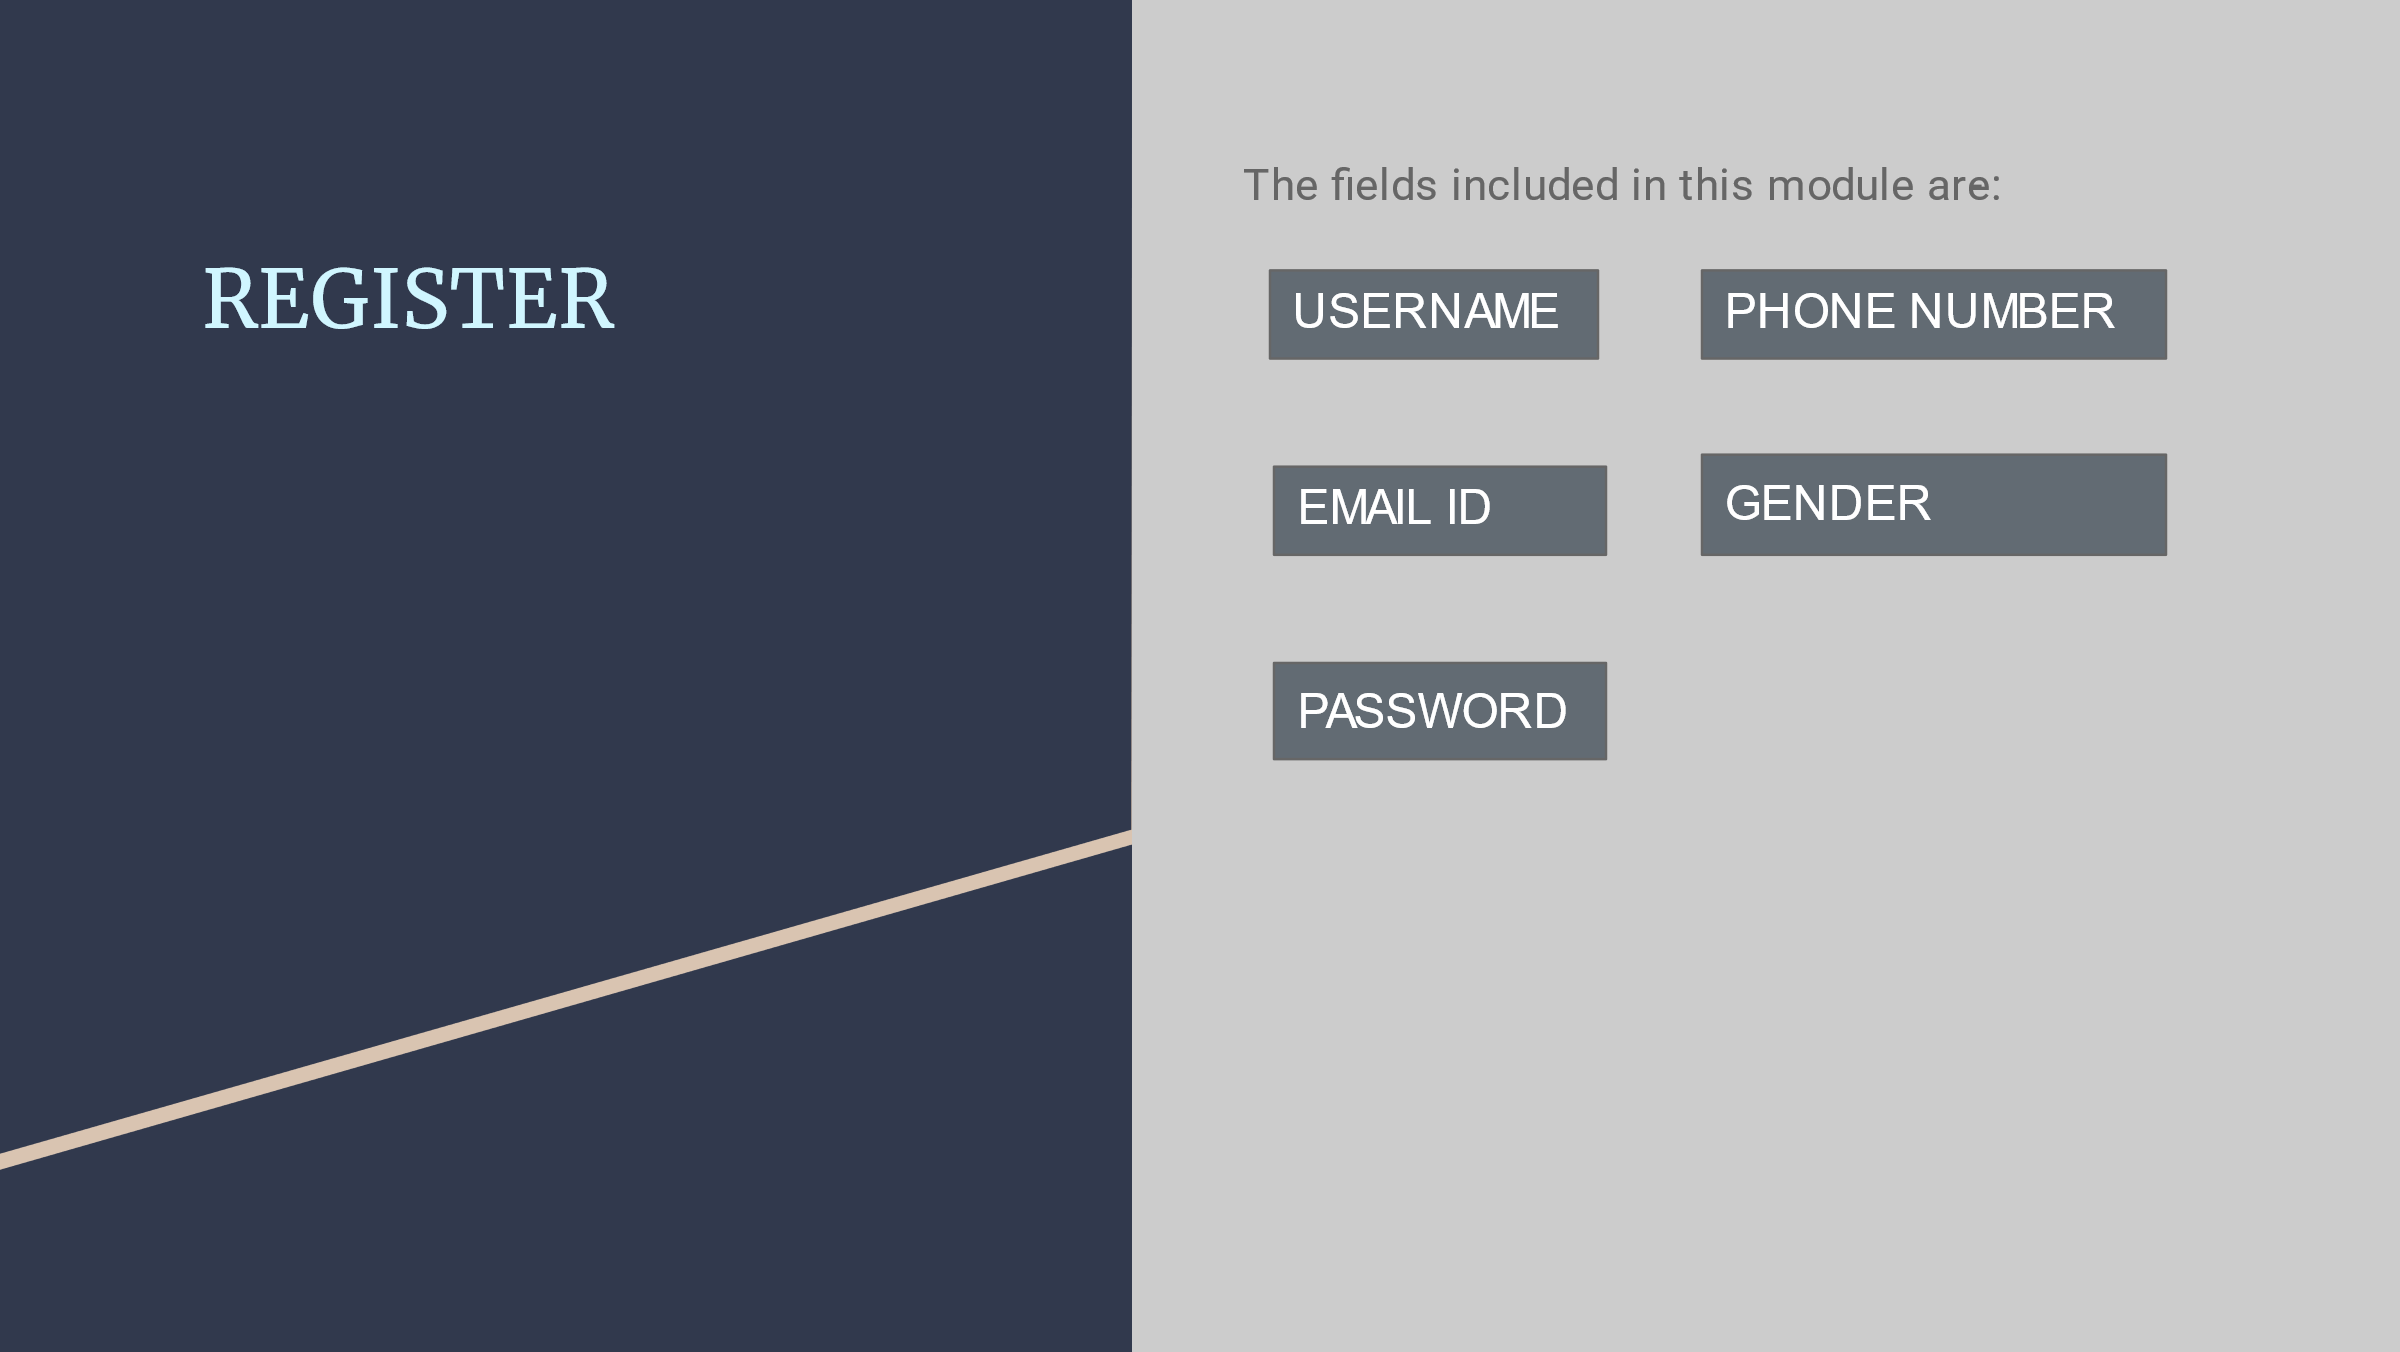 REGISTER
The fields included in this module are:
USERNAME
PHONE NUMBER
EMAIL ID
GENDER
PASSWORD